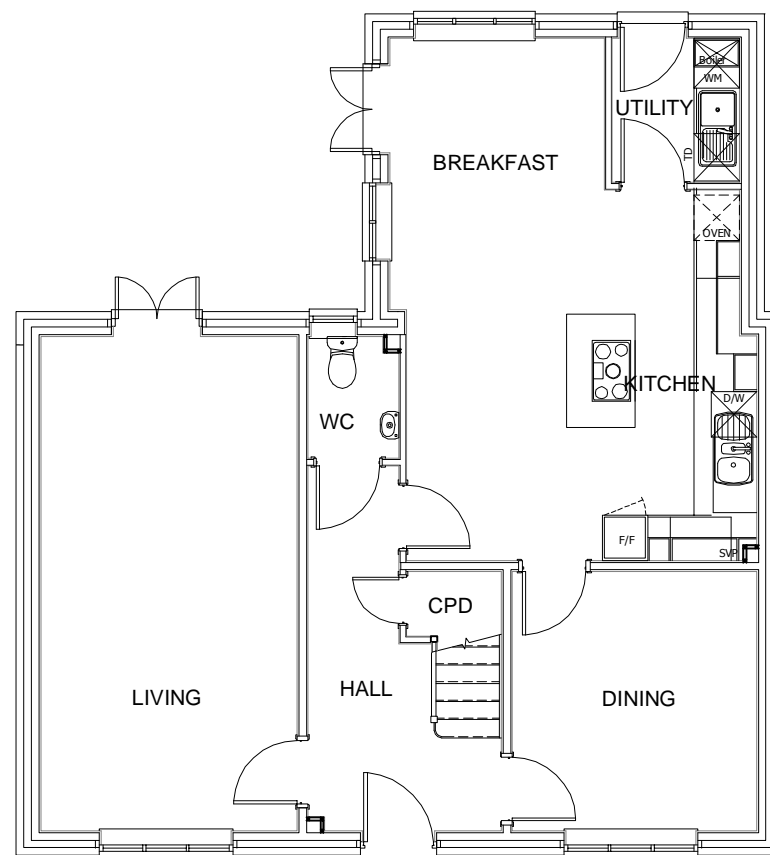 Boiler
WM
UTILITY
TD
BREAKFAST
OVEN
KITCHEN
D/W
WC
F/F
SVP
CPD
HALL
LIVING
DINING